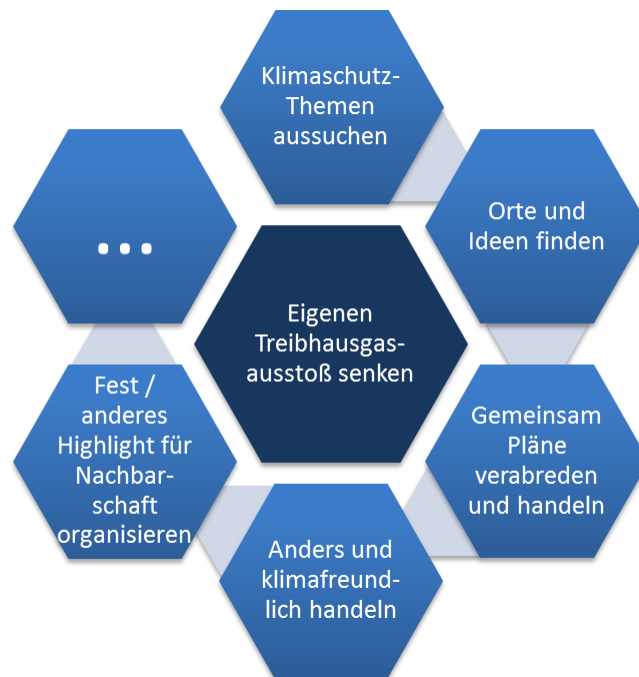 Klimaschutz-
Themen
aussuchen
Orte und
Ideen finden
Gemeinsam
Pläne
verabreden
und handeln
Anders und
klimafreund-
lich handeln
Fest /
anderes
Highlight für
Nachbar-
schaft
organisieren
...
Eigenen
Treibhausgas-
ausstoß senken